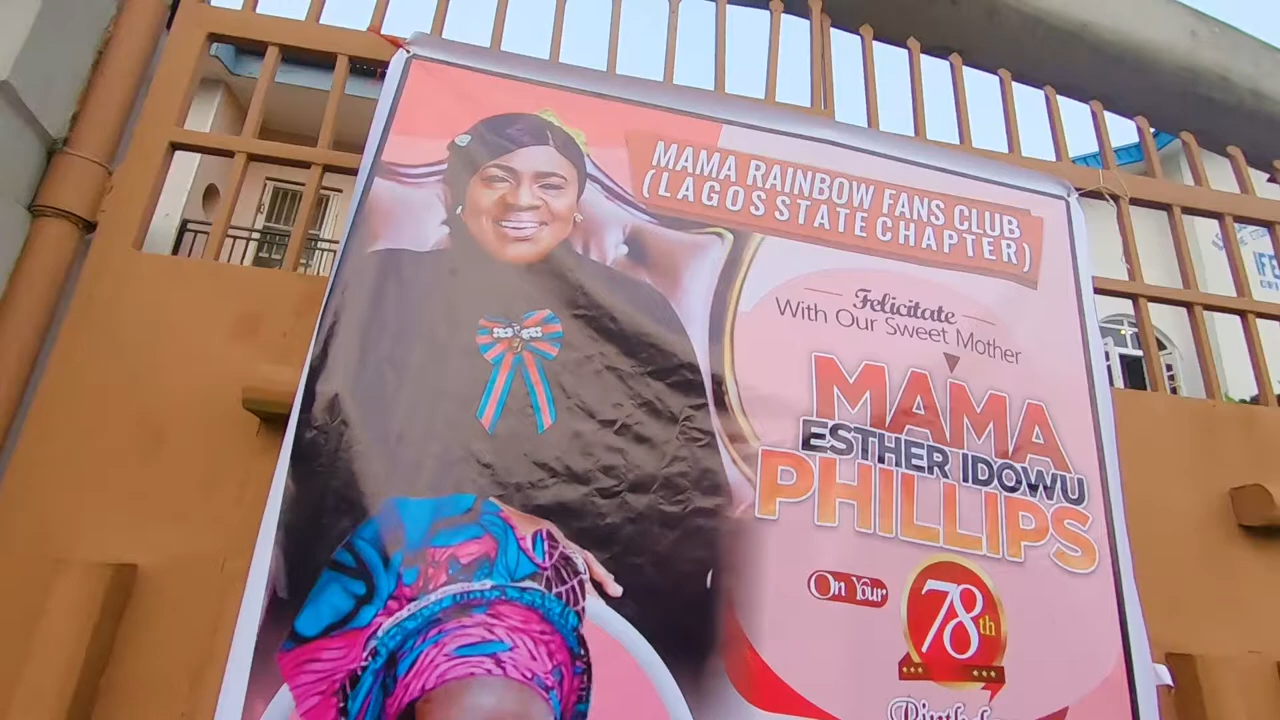 MAMA RAINBOW FANS CLUB
(LAGOS STATE CHAPTER)
Felicitate
With Our Sweet Mother
MAMA
ESTHER IDOWU
PHILLIPS
On Your
78th
Birthday